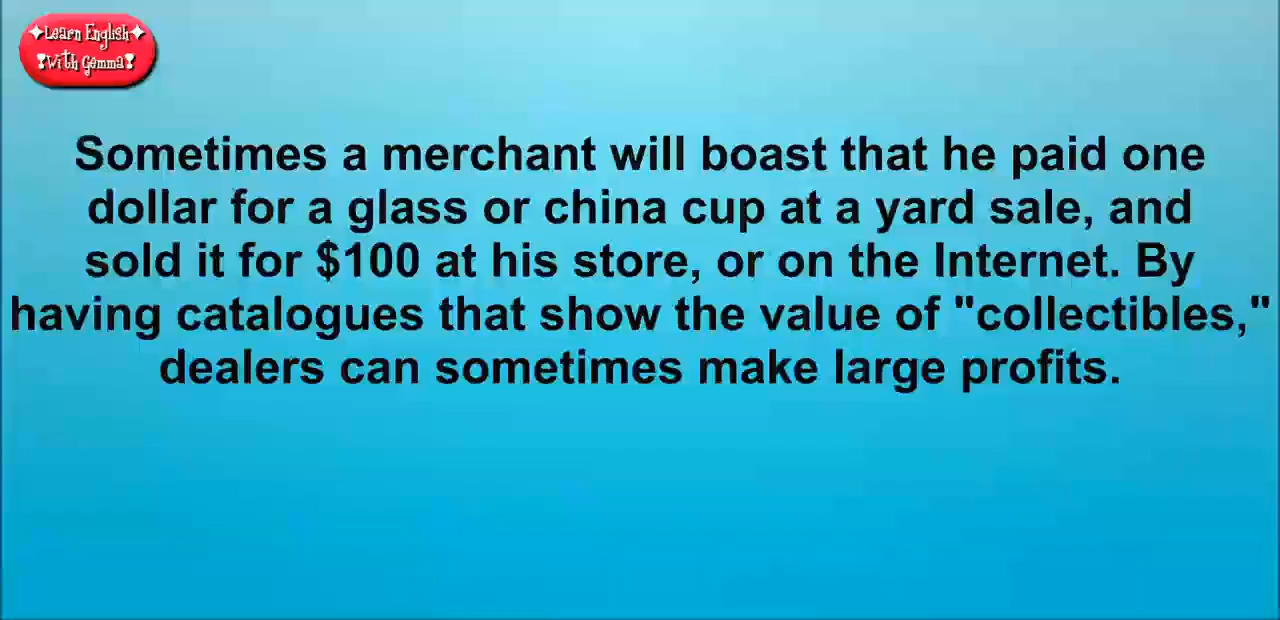 ✦Learn English✦
❣With Gemma❣
Sometimes a merchant will boast that he paid one
dollar for a glass or china cup at a yard sale, and
sold it for $100 at his store, or on the Internet. By
having catalogues that show the value of "collectibles,"
dealers can sometimes make large profits.